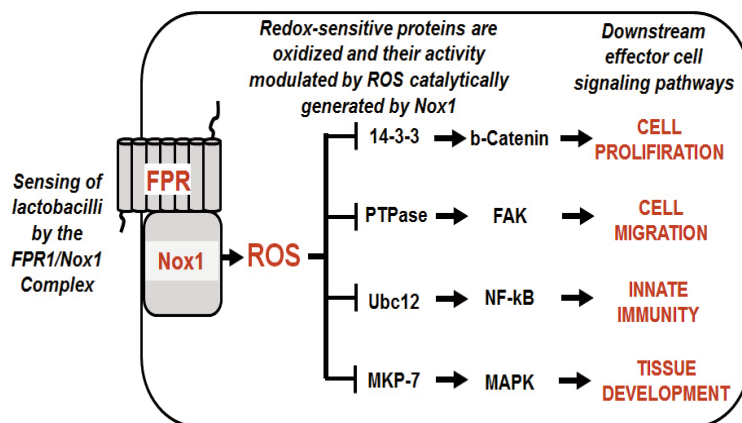 Redox-sensitive proteins are
oxidized and their activity
modulated by ROS catalytically
generated by Nox1
Downstream
effector cell
signaling pathways
Sensing of
lactobacilli
by the
FPR1/Nox1
Complex
FPR
Nox1
ROS
14-3-3
b-Catenin
CELL
PROLIFIRATION
PTPase
FAK
CELL
MIGRATION
Ubc12
NF-kB
INNATE
IMMUNITY
MKP-7
MAPK
TISSUE
DEVELOPMENT